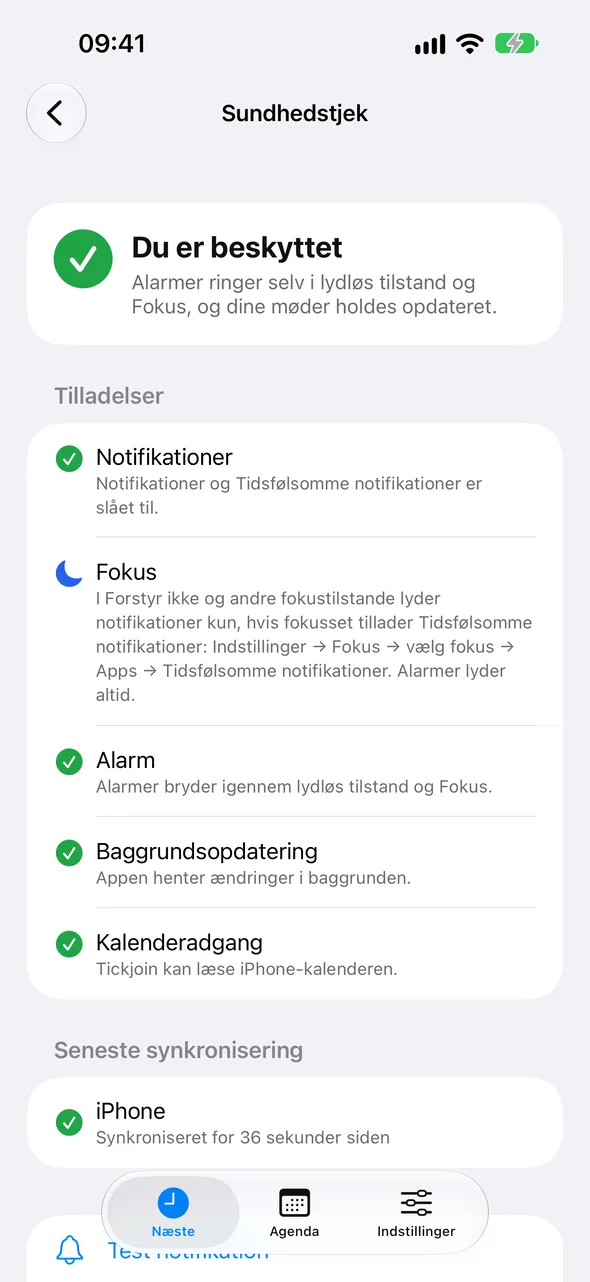 09:41
Sundhedstjek
Du er beskyttet
Alarmer ringer selv i lydløs tilstand og
Fokus, og dine møder holdes opdateret.
Tilladelser
Notifikationer
Notifikationer og Tidsfølsomme notifikationer er
slået til.
Fokus
I Forstyr ikke og andre fokustilstande lyder
notifikationer kun, hvis fokusset tillader Tidsfølsomme
notifikationer: Indstillinger → Fokus → vælg fokus →
Apps → Tidsfølsomme notifikationer. Alarmer lyder
altid.
Alarm
Alarmer bryder igennem lydløs tilstand og Fokus.
Baggrundsopdatering
Appen henter ændringer i baggrunden.
Kalenderadgang
Tickjoin kan læse iPhone-kalenderen.
Seneste synkronisering
iPhone
Synkroniseret for 36 sekunder siden
Næste
Agenda
Indstillinger
Test notifikation